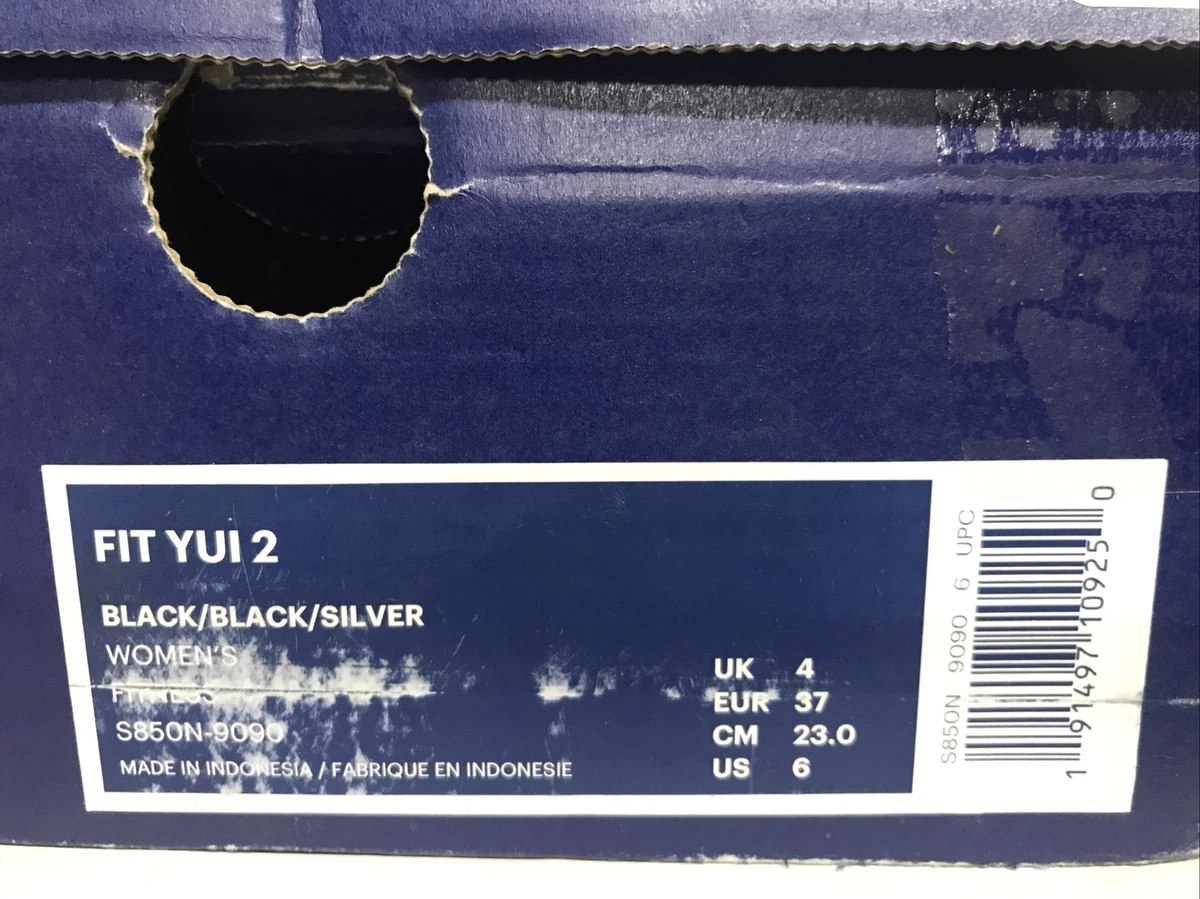 FIT YUI 2
BLACK/BLACK/SILVER
WOMEN'S
FITNESS
S850N-9090
MADE IN INDONESIA / FABRIQUE EN INDONESIE
UK 4
EUR 37
CM 23.0
US 6
S850N 9090 6 UPC
1 91497 10925 0